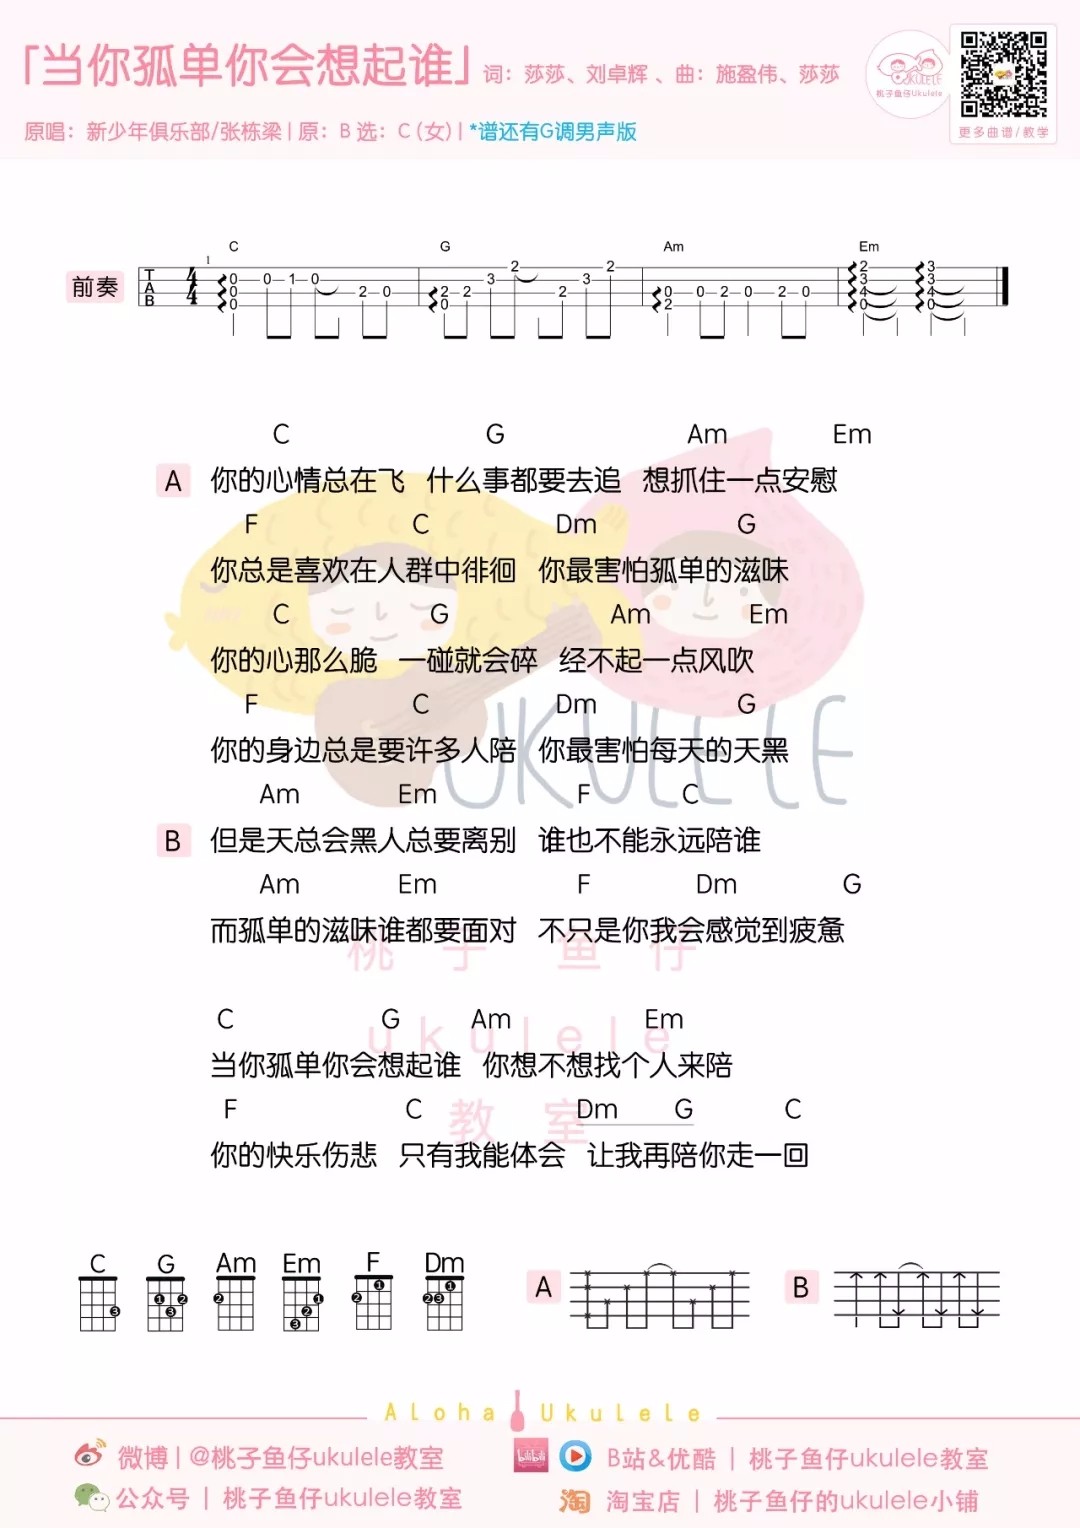 「当你孤单你会想起谁」 词：莎莎、刘卓辉 、曲：施盈伟、莎莎
原唱：新少年俱乐部/张栋梁 | 原：B 选：C (女) | *谱还有G调男声版
UKULELE
桃子鱼仔Ukulele
更多曲谱/教学
C G Am Em
前奏 1 T A B 4 4
0 0 0 0 1 0 2 0 2 0 2 3 2 2 3 2 0 2 0 2 0 2 0 2 3 4 0 3 3 4 0
C G Am Em
A 你的心情总在飞 什么事都要去追 想抓住一点安慰
F C Dm G
你总是喜欢在人群中徘徊 你最害怕孤单的滋味
C G Am Em
你的心那么脆 一碰就会碎 经不起一点风吹
F C Dm G
你的身边总是要许多人陪 你最害怕每天的天黑
UKULELE
Am Em F C
B 但是天总会黑人总要离别 谁也不能永远陪谁
Am Em F Dm G
而孤单的滋味谁都要面对 不只是你我会感觉到疲惫
桃子鱼仔
C G Am Em
ukulele
当你孤单你会想起谁 你想不想找个人来陪
F C Dm G C
教室
你的快乐伤悲 只有我能体会 让我再陪你走一回
C G Am Em F Dm
3 1 2 3 2 1 2 3 2 1 2 3 1
A B
Aloha Ukulele
微博 | @桃子鱼仔ukulele教室
bilibili B站&优酷 | 桃子鱼仔ukulele教室
公众号 | 桃子鱼仔ukulele教室
淘 淘宝店 | 桃子鱼仔的ukulele小铺